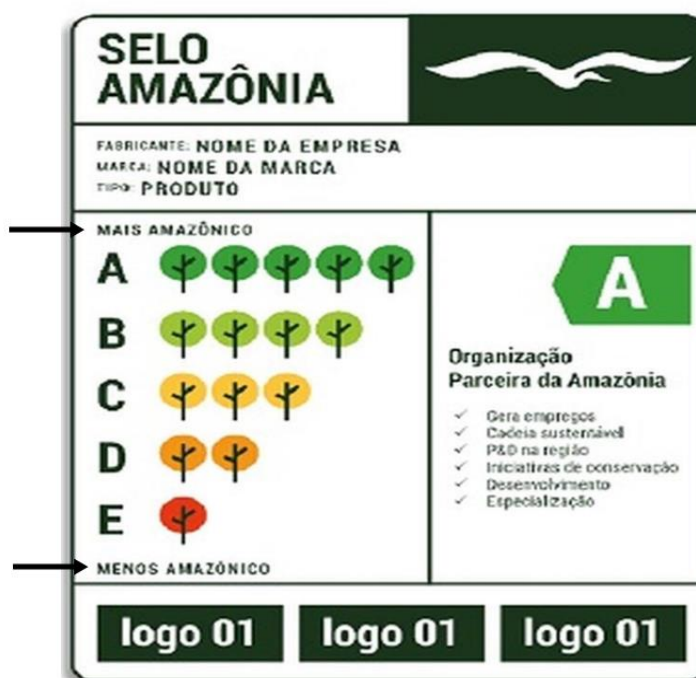 SELO
AMAZÔNIA
FABRICANTE: NOME DA EMPRESA
MARCA: NOME DA MARCA
TIPO: PRODUTO
MAIS AMAZÔNICO
A
B
C
D
E
MENOS AMAZÔNICO
A
Organização
Parceira da Amazônia
Gera empregos
Cadeia sustentável
P&D na região
Iniciativas de conservação
Desenvolvimento
Especialização
logo 01 logo 01 logo 01